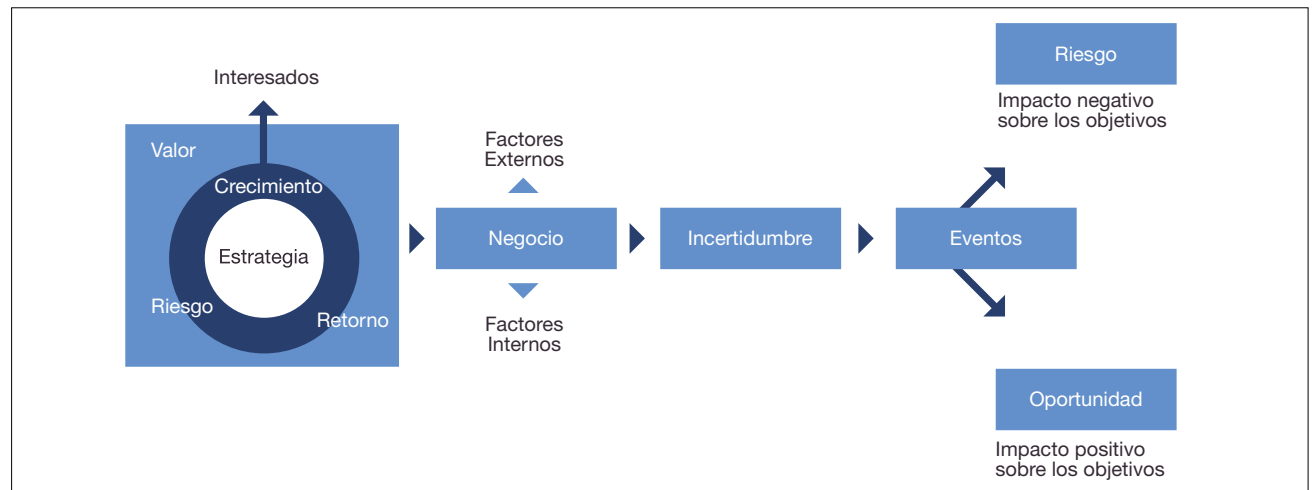 Interesados
Valor
Crecimiento
Estrategia
Riesgo
Retorno
Factores
Externos
Negocio
Factores
Internos
Incertidumbre
Eventos
Riesgo
Impacto negativo
sobre los objetivos
Oportunidad
Impacto positivo
sobre los objetivos